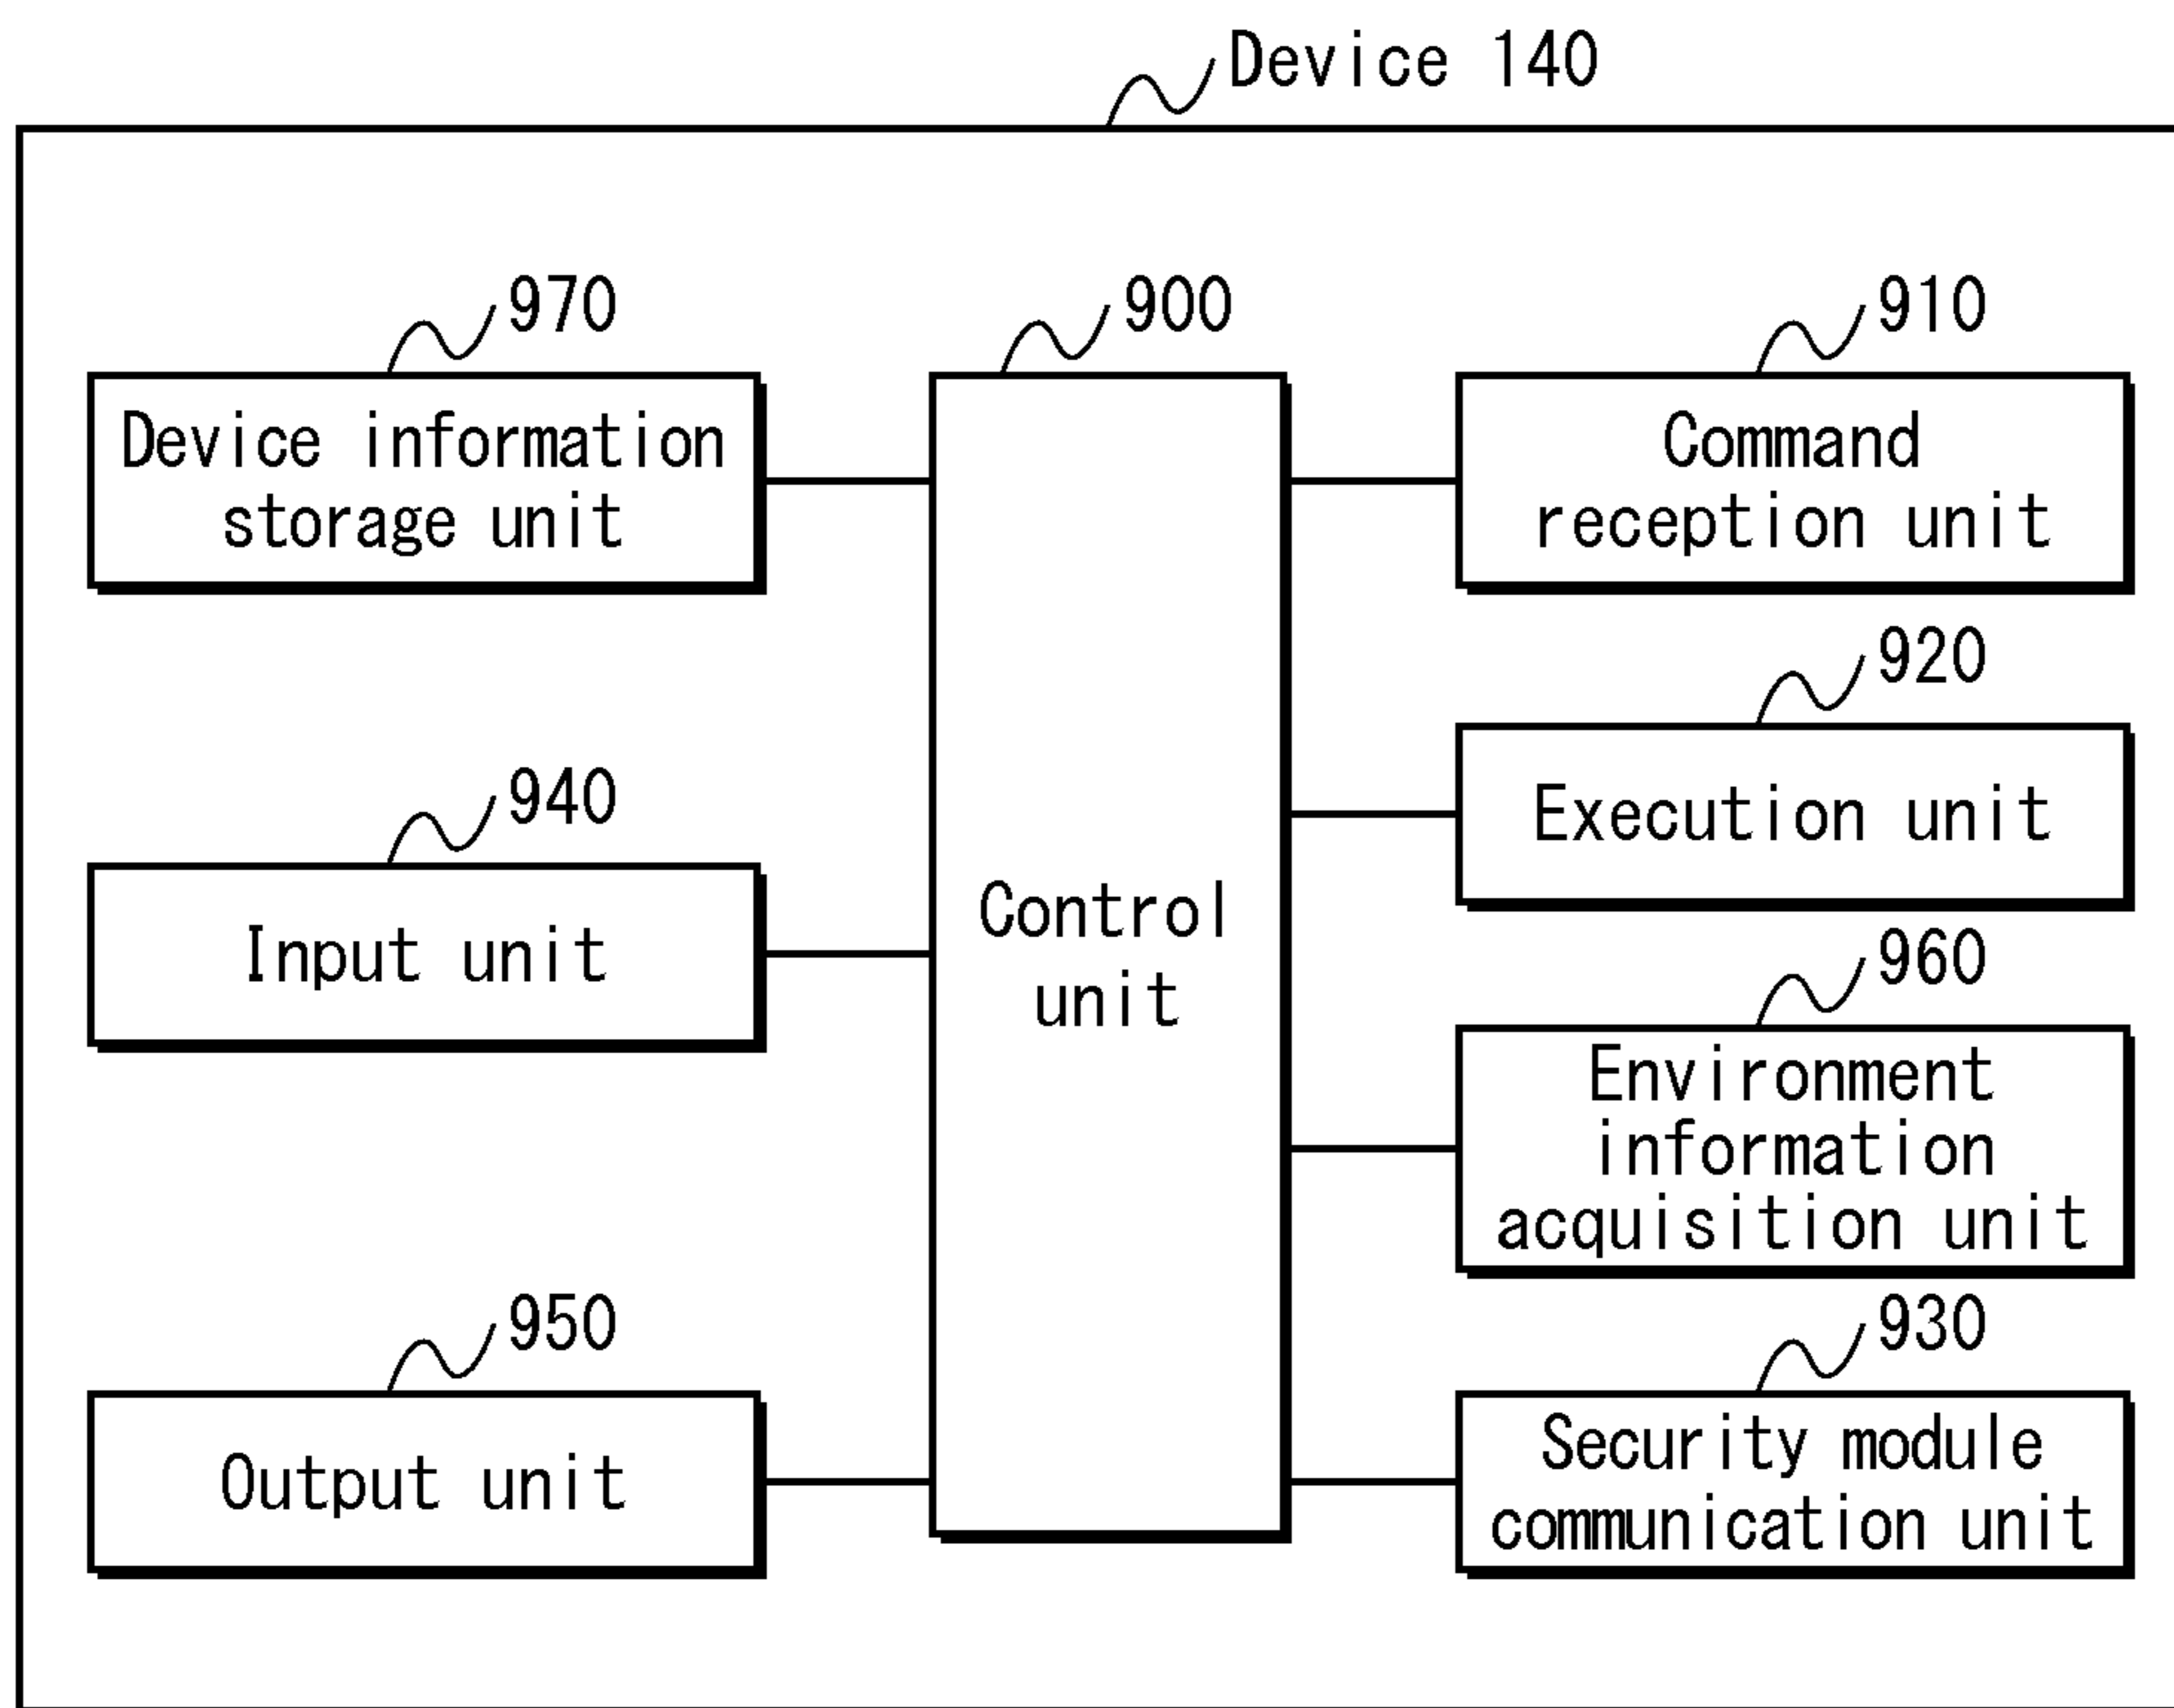 Device 140
970
Device information
storage unit
940
Input unit
950
Output unit
900
Control
unit
910
Command
reception unit
920
Execution unit
960
Environment
information
acquisition unit
930
Security module
communication unit